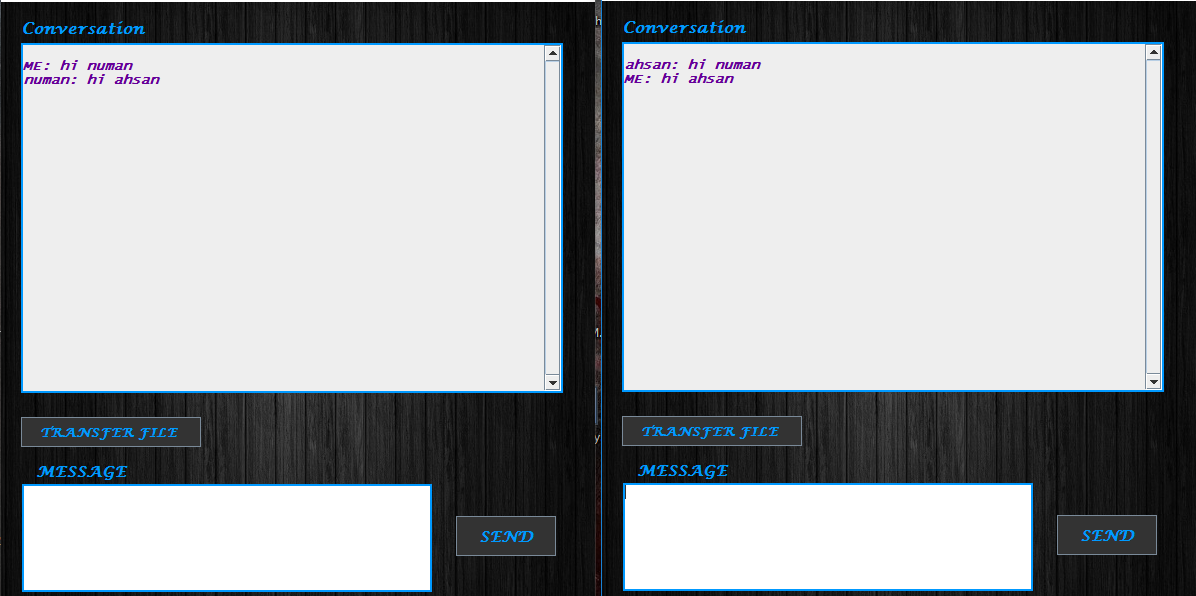 Conversation
ME: hi numan
numan: hi ahsan
TRANSFER FILE
MESSAGE
SEND
Conversation
ahsan: hi numan
ME: hi ahsan
TRANSFER FILE
MESSAGE
SEND